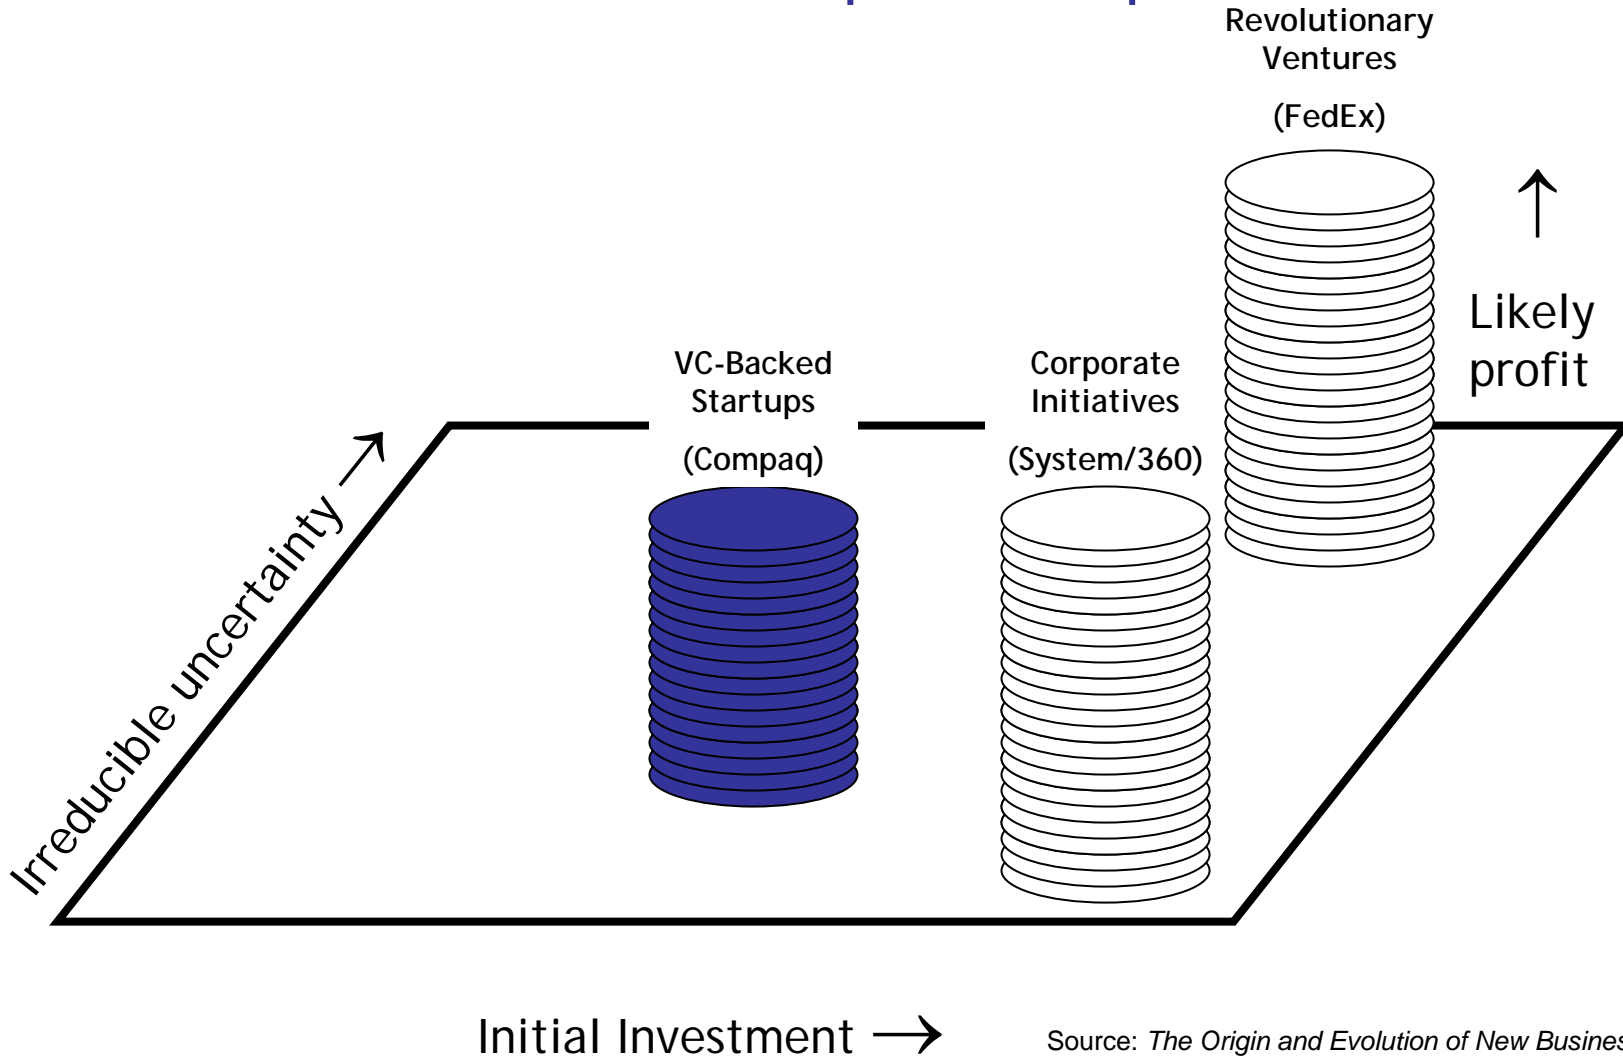 Revolutionary
Ventures
(FedEx)
Likely
profit
VC-Backed
Startups
(Compaq)
Corporate
Initiatives
(System/360)
Irreducible uncertainty →
Initial Investment →
Source: The Origin and Evolution of New